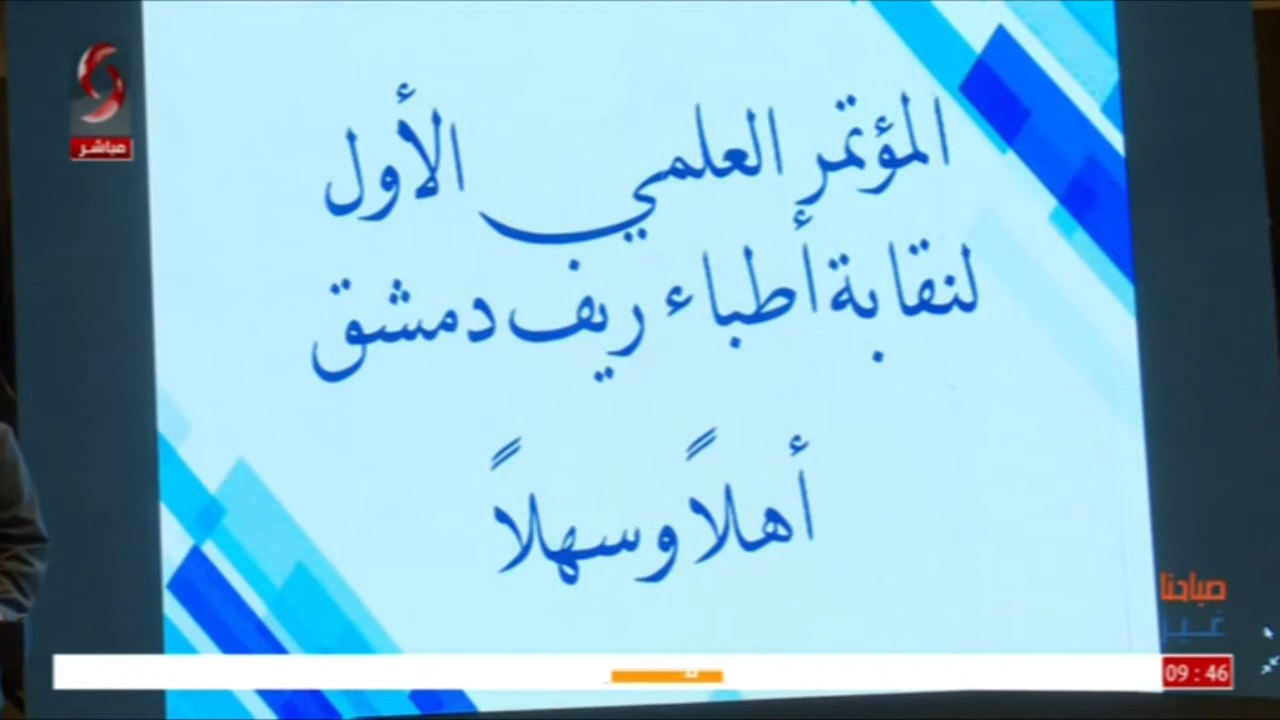 مباشر
المؤتمر العلمي الأول
لنقابة أطباء ريف دمشق
أهلاً وسهلاً
صباحنا
غير
09 : 46